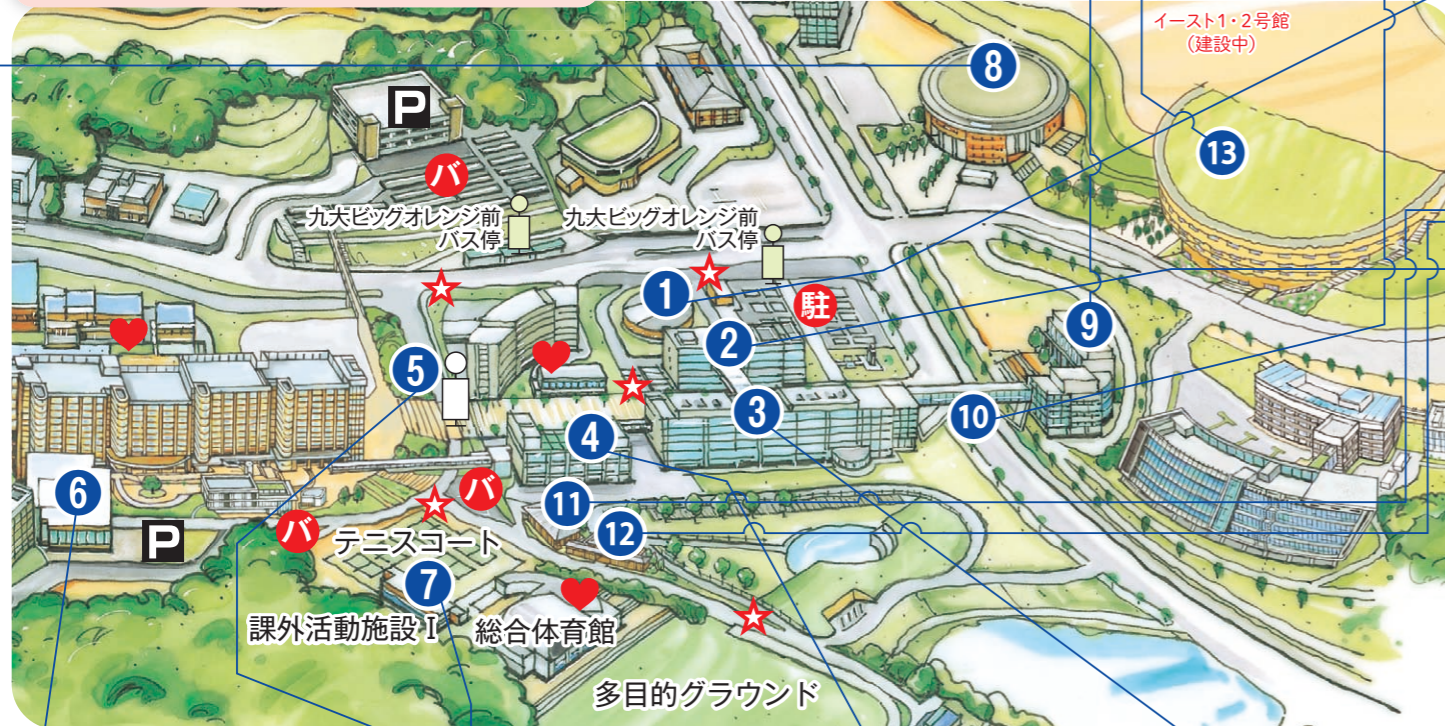 イースト1・2号館
(建設中)
8
P
13
バ
九大ビッグオレンジ前
バス停
九大ビッグオレンジ前
バス停
1
駐
2
9
5
3
10
4
6
バ
11
バ
12
P
テニスコート
7
課外活動施設Ⅰ
総合体育館
多目的グラウンド